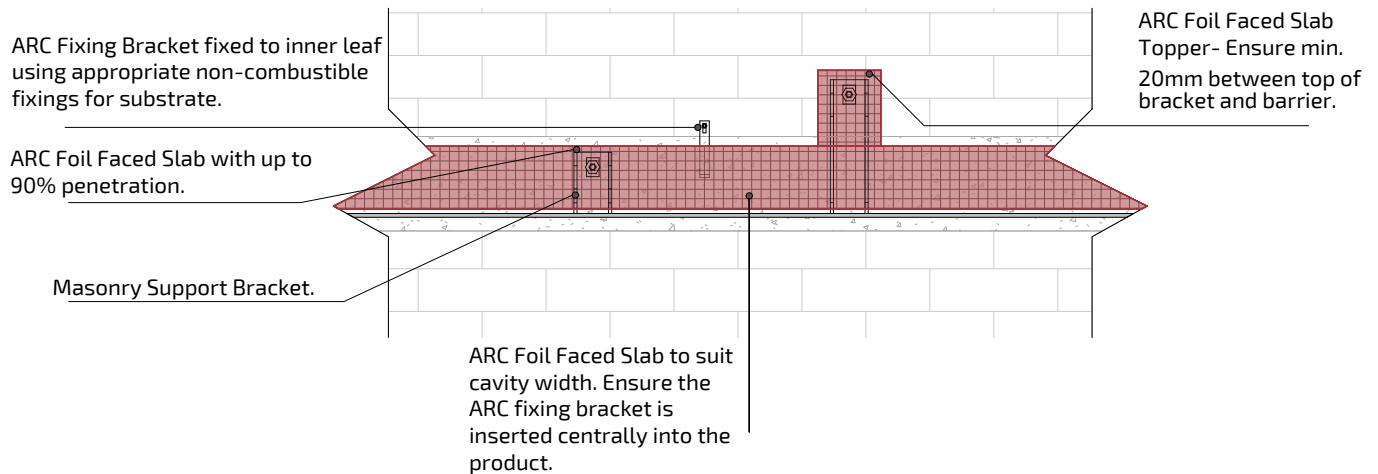 ARC Fixing Bracket fixed to inner leaf
using appropriate non-combustible
fixings for substrate.
ARC Foil Faced Slab with up to
90% penetration.
Masonry Support Bracket.
ARC Foil Faced Slab to suit
cavity width. Ensure the
ARC fixing bracket is
inserted centrally into the
product.
ARC Foil Faced Slab
Topper- Ensure min.
20mm between top of
bracket and barrier.